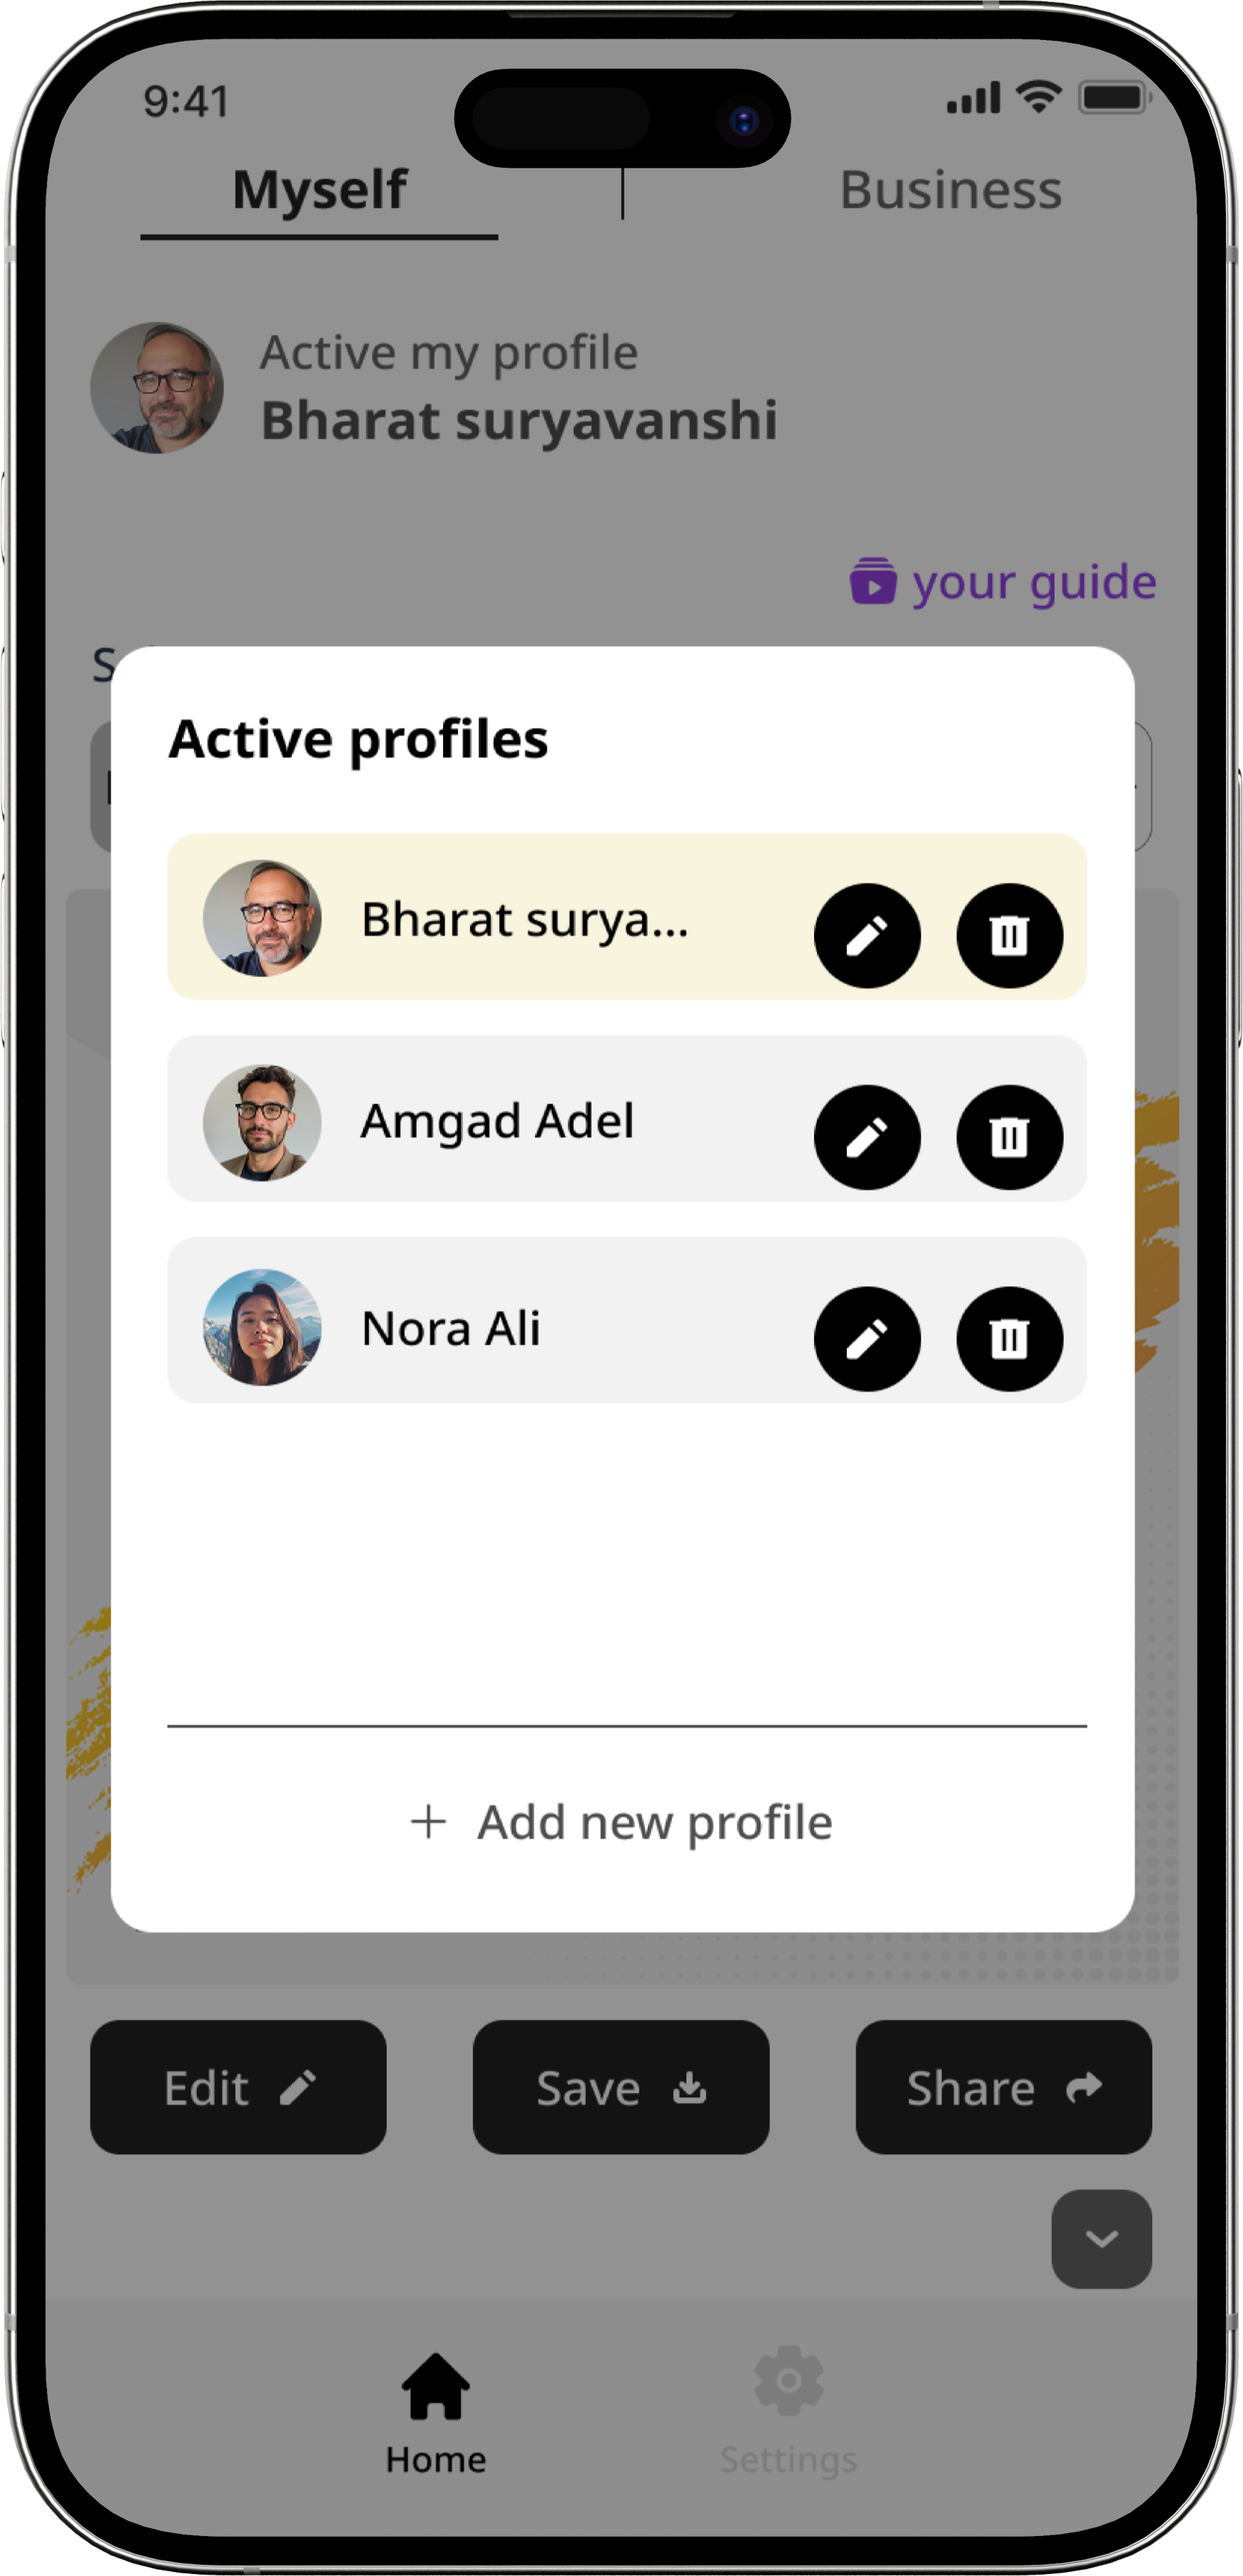 9:41
Myself
Business
Active my profile
Bharat suryavanshi
your guide
Active profiles
Bharat surya...
Amgad Adel
Nora Ali
+ Add new profile
Edit
Save
Share
Home
Settings